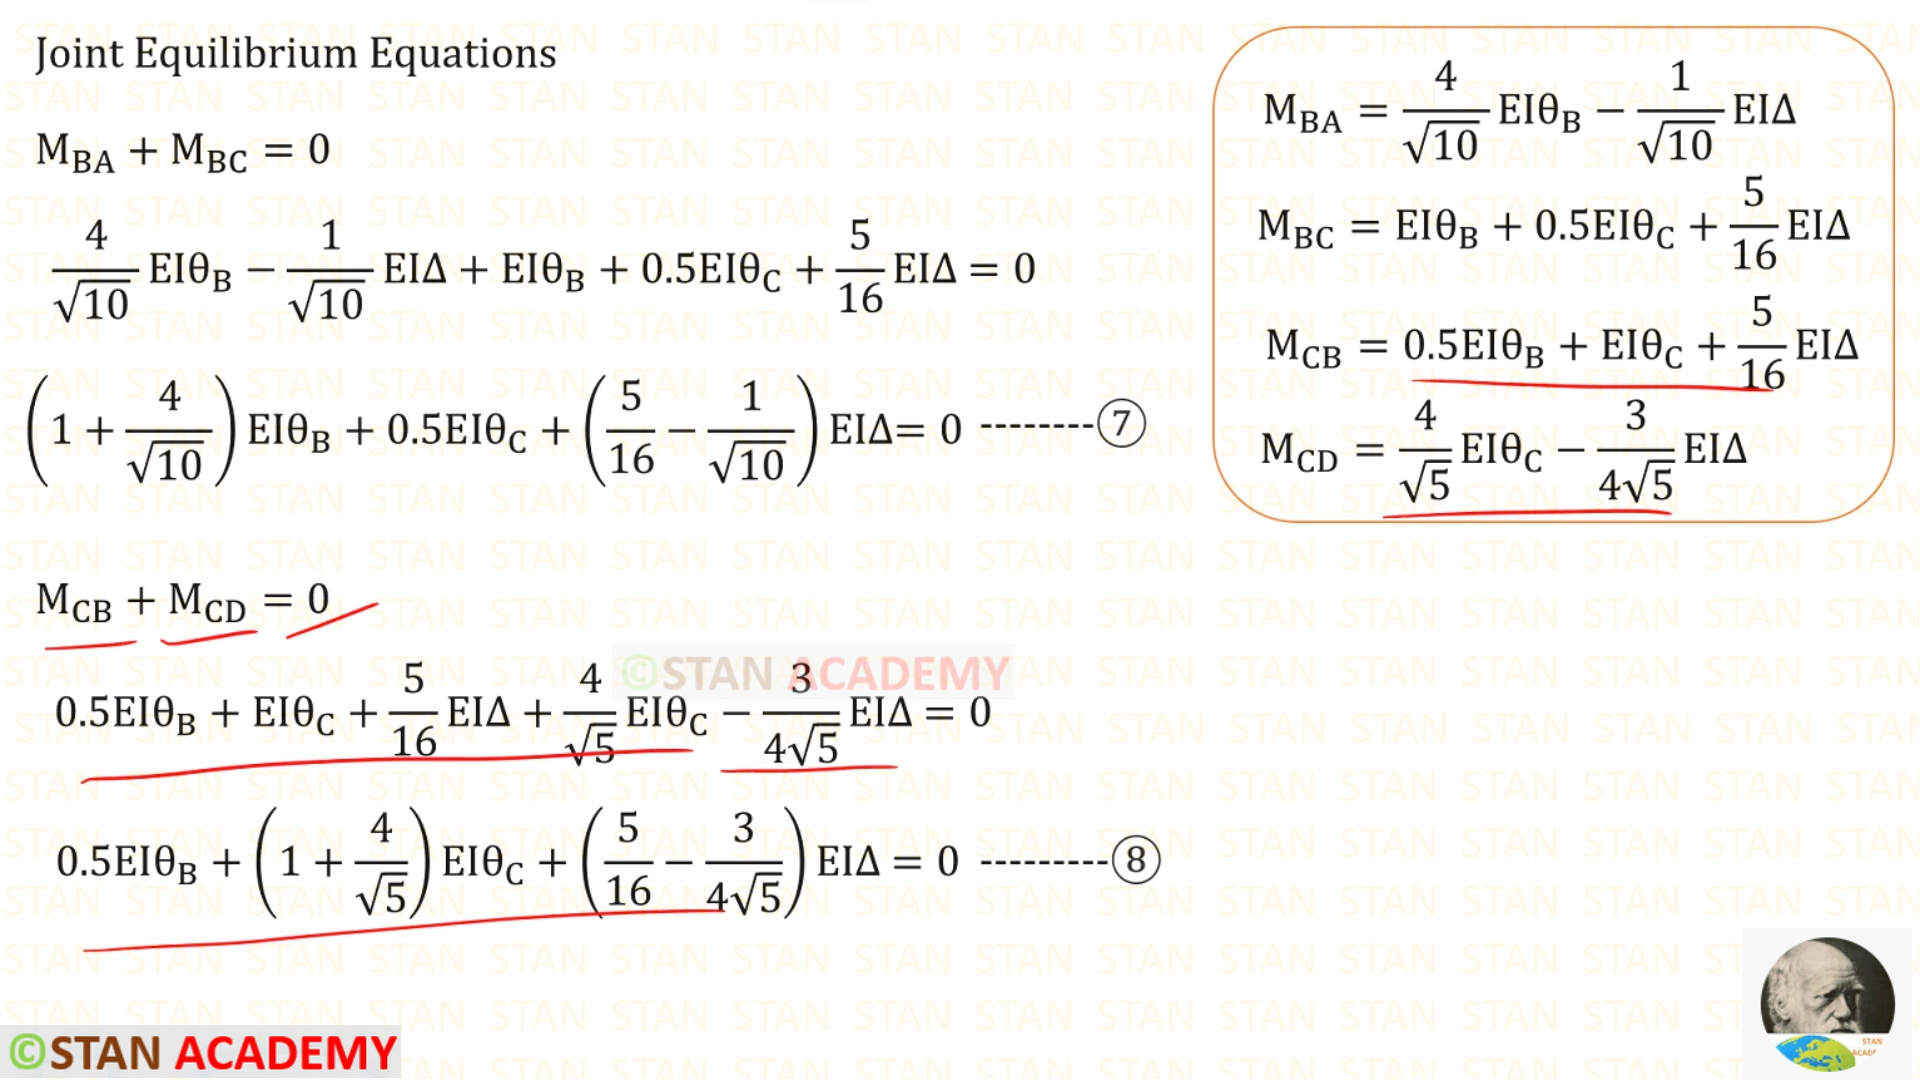 Joint Equilibrium Equations
M_BA + M_BC = 0
4/√10 EIθ_B − 1/√10 EIΔ + EIθ_B + 0.5EIθ_C + 5/16 EIΔ = 0
(1 + 4/√10) EIθ_B + 0.5EIθ_C + (5/16 − 1/√10) EIΔ= 0 --------⑦
M_CB + M_CD = 0
0.5EIθ_B + EIθ_C + 5/16 EIΔ + 4/√5 EIθ_C − 3/4√5 EIΔ = 0
0.5EIθ_B + (1 + 4/√5) EIθ_C + (5/16 − 3/4√5) EIΔ = 0 ---------⑧
M_BA = 4/√10 EIθ_B − 1/√10 EIΔ
M_BC = EIθ_B + 0.5EIθ_C + 5/16 EIΔ
M_CB = 0.5EIθ_B + EIθ_C + 5/16 EIΔ
M_CD = 4/√5 EIθ_C − 3/4√5 EIΔ
©STAN ACADEMY
©STAN ACADEMY
STAN